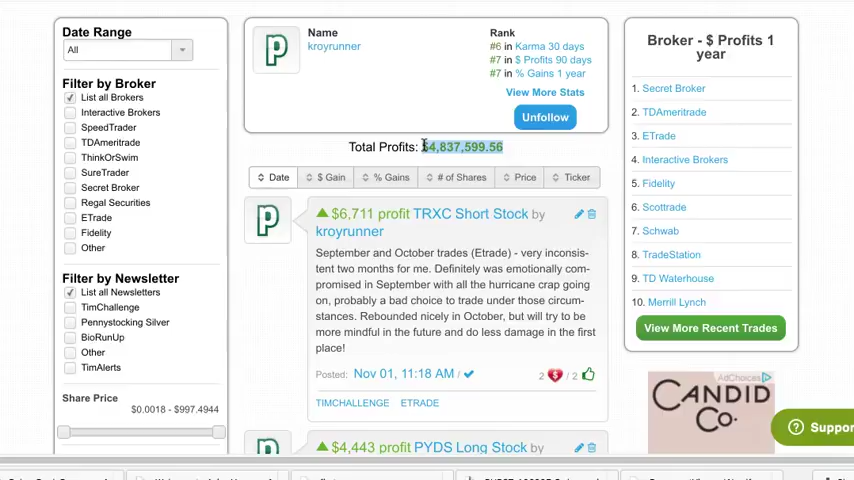 Date Range
All
Filter by Broker
List all Brokers
Interactive Brokers
SpeedTrader
TDAmeritrade
ThinkOrSwim
SureTrader
Secret Broker
Regal Securities
ETrade
Fidelity
Other
Filter by Newsletter
List all Newsletters
TimChallenge
Pennystocking Silver
BioRunUp
Other
TimAlerts
Share Price
$0.0018 - $997.4944
p
Name
kroyrunner
Rank
#6 in Karma 30 days
#7 in $ Profits 90 days
#7 in % Gains 1 year
View More Stats
Unfollow
Total Profits: $4,837,599.56
Date
$ Gain
% Gains
# of Shares
Price
Ticker
p
$6,711 profit TRXC Short Stock by
kroyrunner
September and October trades (Etrade) - very inconsis-
tent two months for me. Definitely was emotionally com-
promised in September with all the hurricane crap going
on, probably a bad choice to trade under those circum-
stances. Rebounded nicely in October, but will try to be
more mindful in the future and do less damage in the first
place!
Posted: Nov 01, 11:18 AM /
2 / 2
TIMCHALLENGE ETRADE
$4,443 profit PYDS Long Stock by
Broker - $ Profits 1
year
1. Secret Broker
2. TDAmeritrade
3. ETrade
4. Interactive Brokers
5. Fidelity
6. Scottrade
7. Schwab
8. TradeStation
9. TD Waterhouse
10. Merrill Lynch
View More Recent Trades
AdChoices
CANDID
Co.
Suppor